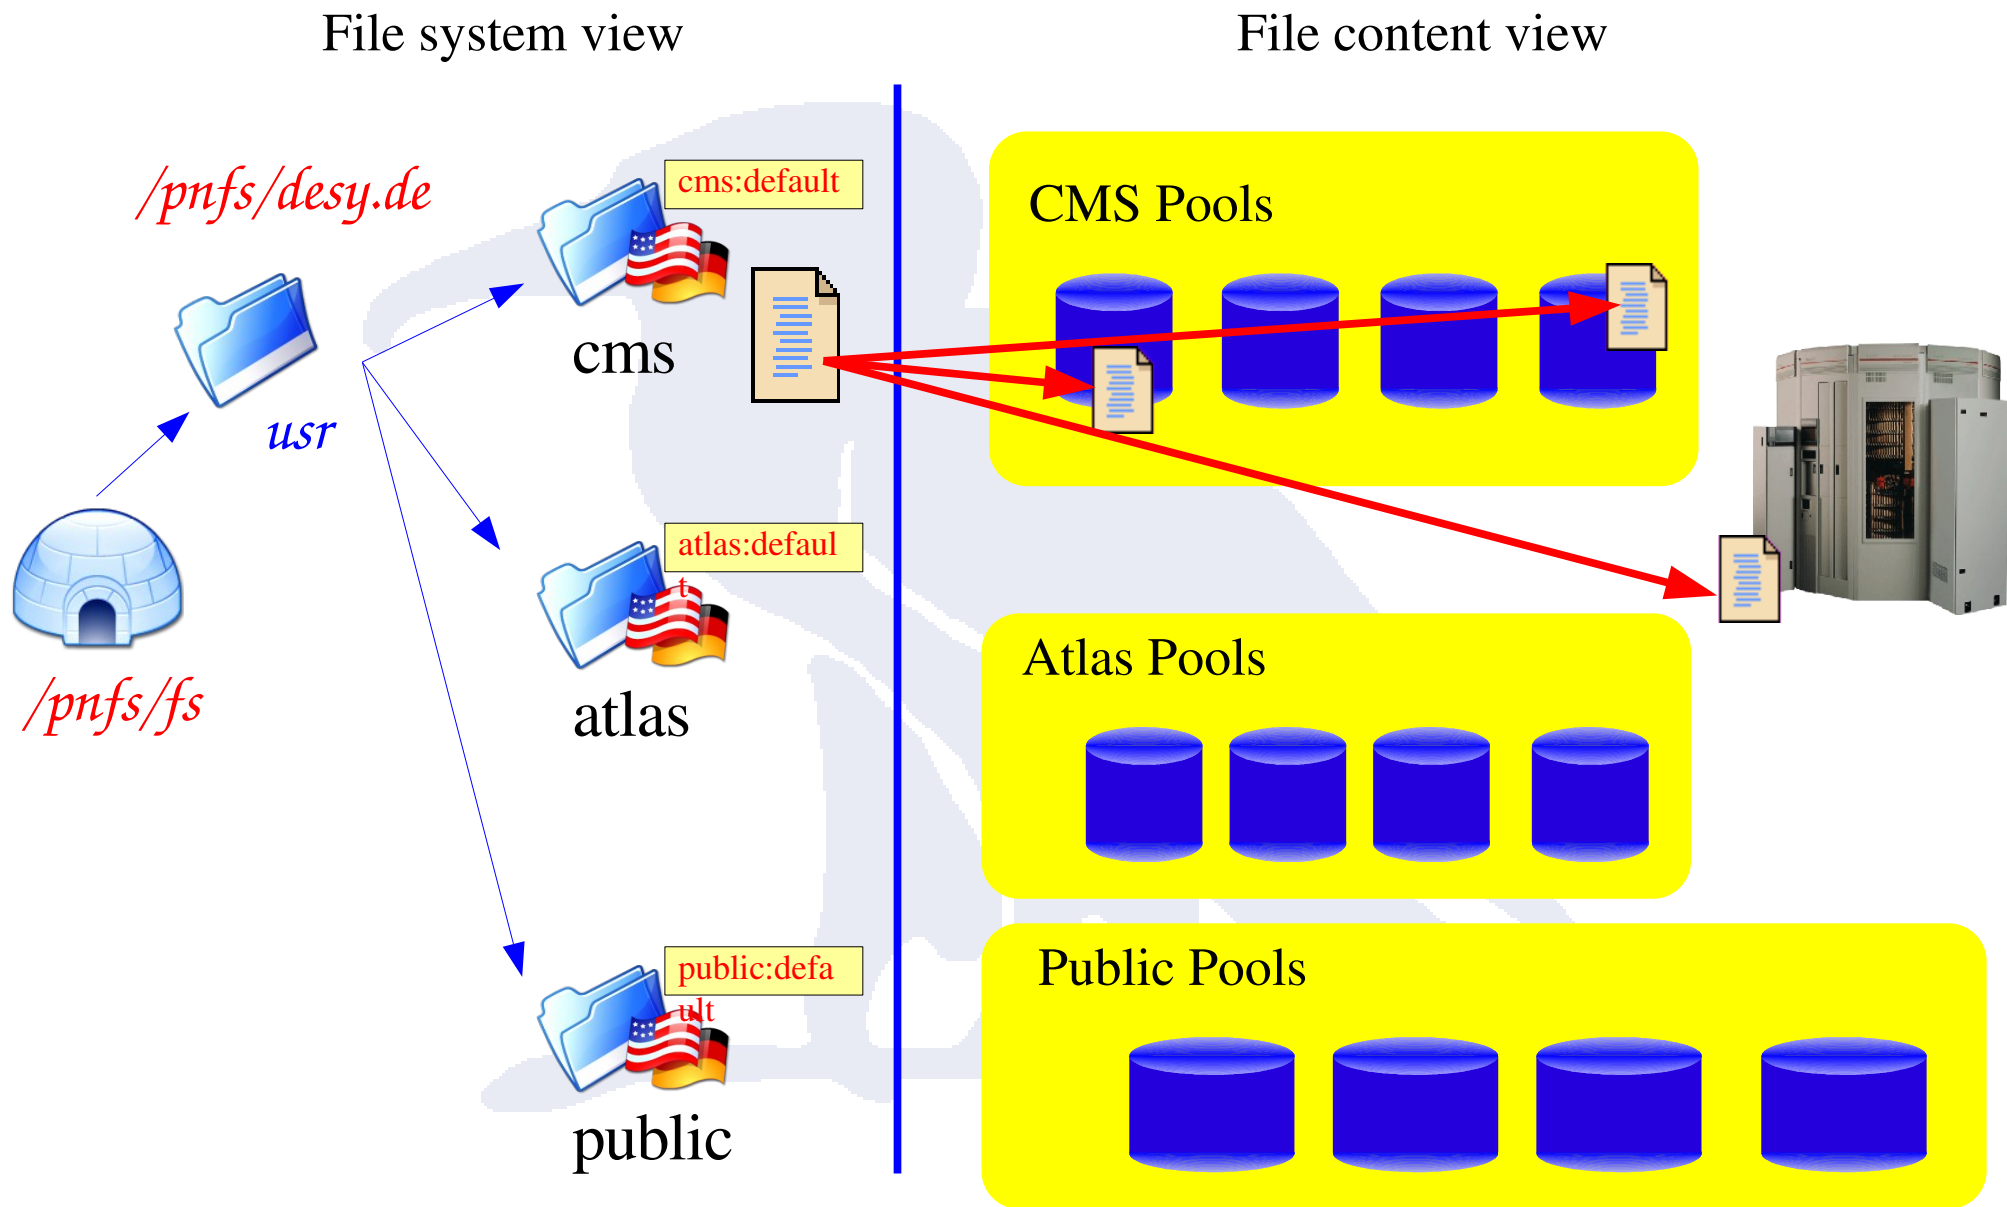 File system view
File content view
/pnfs/desy.de
usr
/pnfs/fs
cms:default
cms
atlas:defaul
t
atlas
public:defa
ult
public
CMS Pools
Atlas Pools
Public Pools